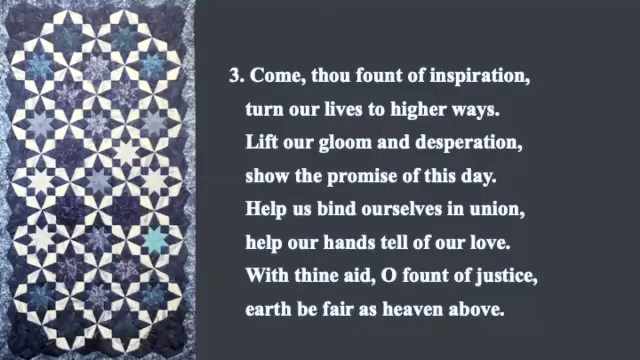 3. Come, thou fount of inspiration,
turn our lives to higher ways.
Lift our gloom and desperation,
show the promise of this day.
Help us bind ourselves in union,
help our hands tell of our love.
With thine aid, O fount of justice,
earth be fair as heaven above.